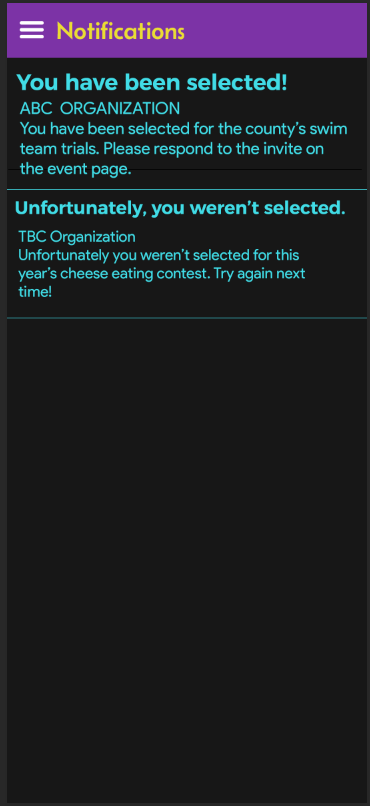 Notifications
You have been selected!
ABC ORGANIZATION
You have been selected for the county's swim
team trials. Please respond to the invite on
the event page.
Unfortunately, you weren't selected.
TBC Organization
Unfortunately you weren't selected for this
year's cheese eating contest. Try again next
time!